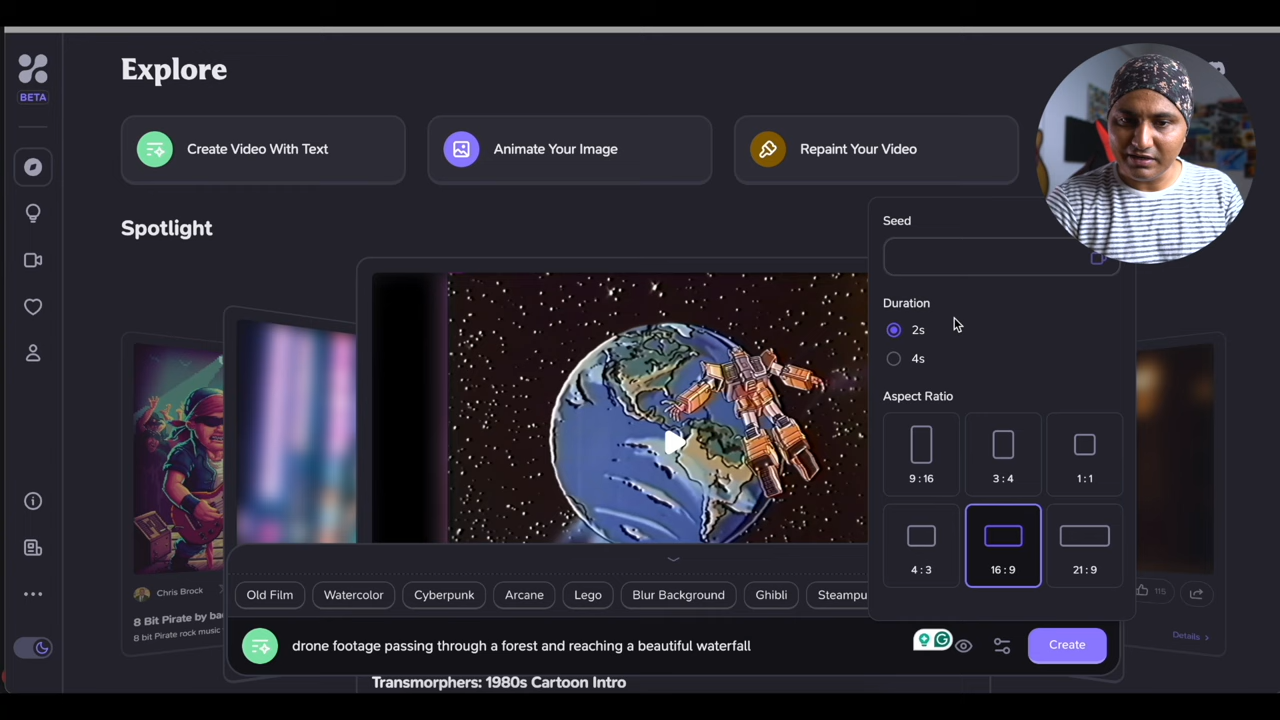 Explore
BETA
Create Video With Text
Animate Your Image
Repaint Your Video
Spotlight
Seed
Duration
2s
4s
Aspect Ratio
9:16
3:4
1:1
4:3
16:9
21:9
Chris Brock
8 Bit Pirate by ba
8 bit Pirate rock music
115
Details >
Old Film
Watercolor
Cyberpunk
Arcane
Lego
Blur Background
Ghibli
Steampu
drone footage passing through a forest and reaching a beautiful waterfall
Create
Transmorphers: 1980s Cartoon Intro